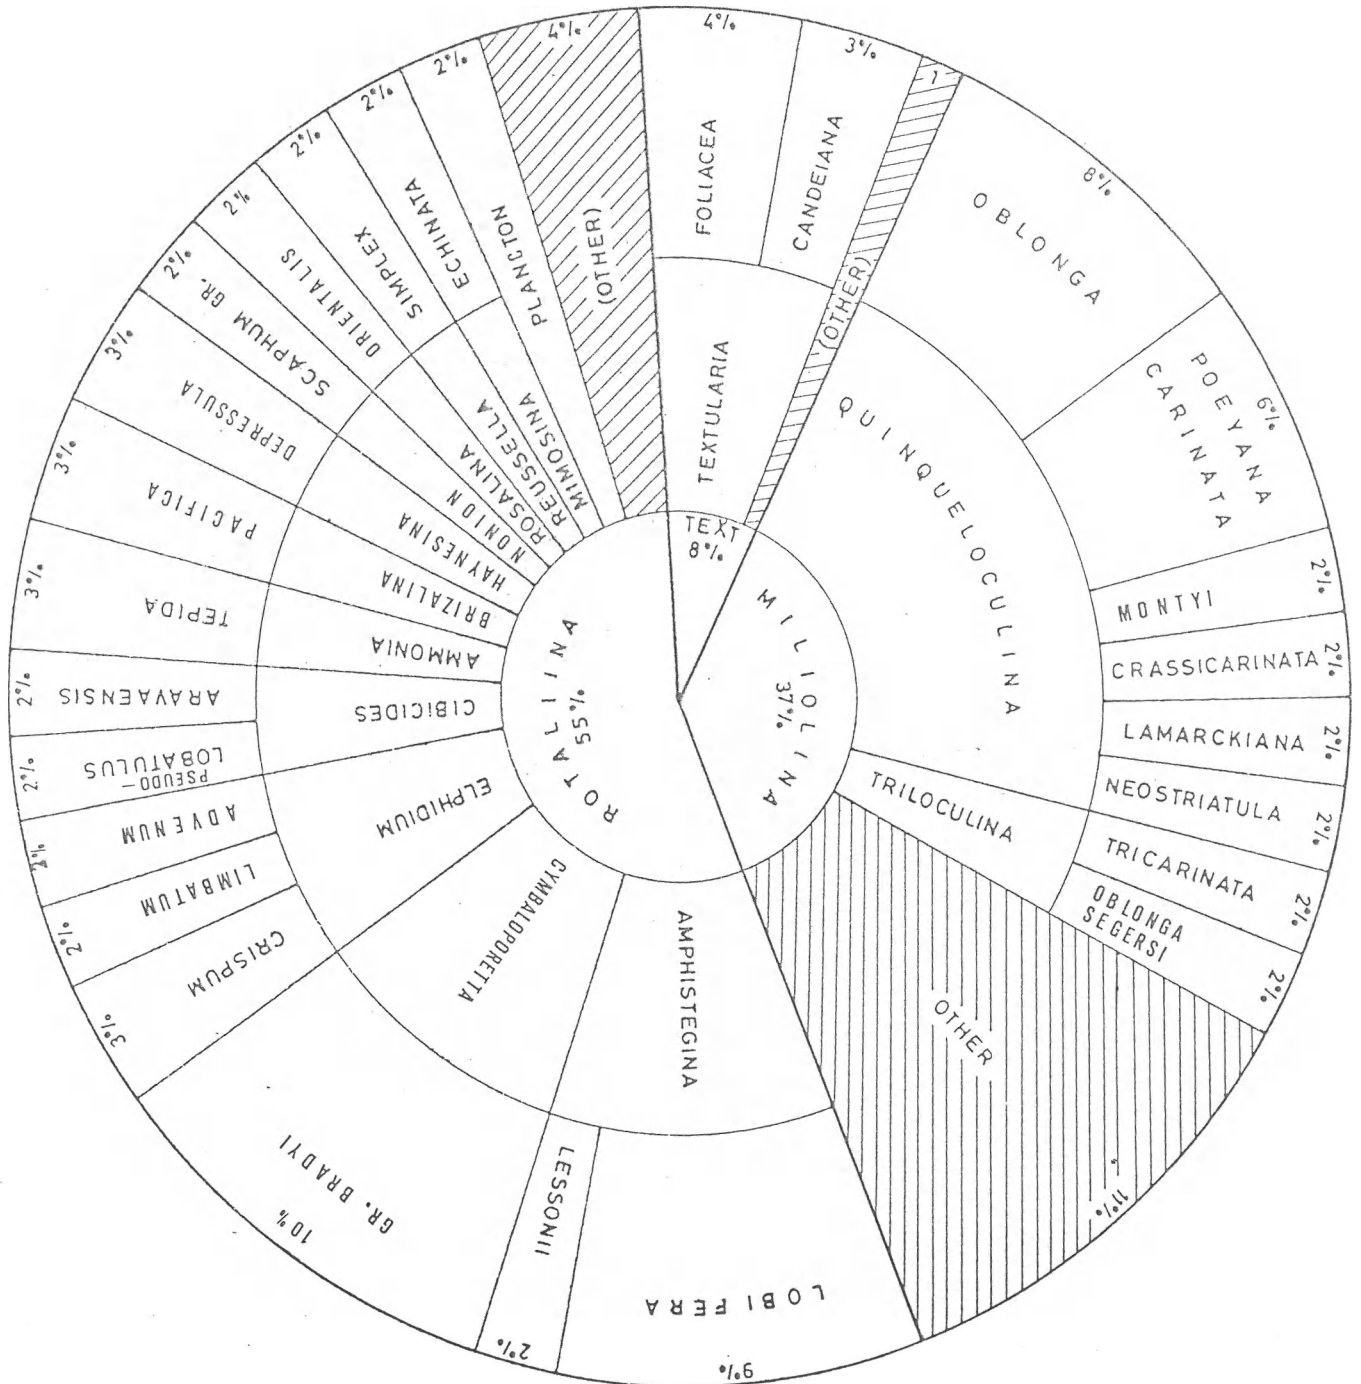 TEXT
8%
TEXTULARIA
FOLIACEA
4%
CANDEIANA
3%
(OTHER)
1
MILIOLINA
37%
QUINQUELOCULINA
OBLONGA
8%
POEYANA
CARINATA
6%
MONTYI
2%
CRASSICARINATA
2%
LAMARCKIANA
2%
NEOSTRIATULA
2%
TRILOCULINA
TRICARINATA
2%
OBLONGA
SEGERSI
2%
OTHER
11%
ROTALIINA
55%
AMPHISTEGINA
LOBIFERA
9%
LESSONII
2%
CYMBALOPORETTA
GR. BRADYI
10%
ELPHIDIUM
CRISPUM
3%
LIMBATUM
2%
ADVENUM
2%
CIBICIDES
PSEUDO—
LOBATULUS
2%
ARAVAENSIS
2%
AMMONIA
TEPIDA
3%
BRIZALINA
PACIFICA
3%
HAYNESINA
DEPRESSULA
3%
NONION
SCAPHUM GR.
2%
ROSALINA
ORIENTALIS
2%
REUSSELLA
SIMPLEX
2%
MIMOSINA
ECHINATA
2%
PLANCTON
2%
(OTHER)
4%